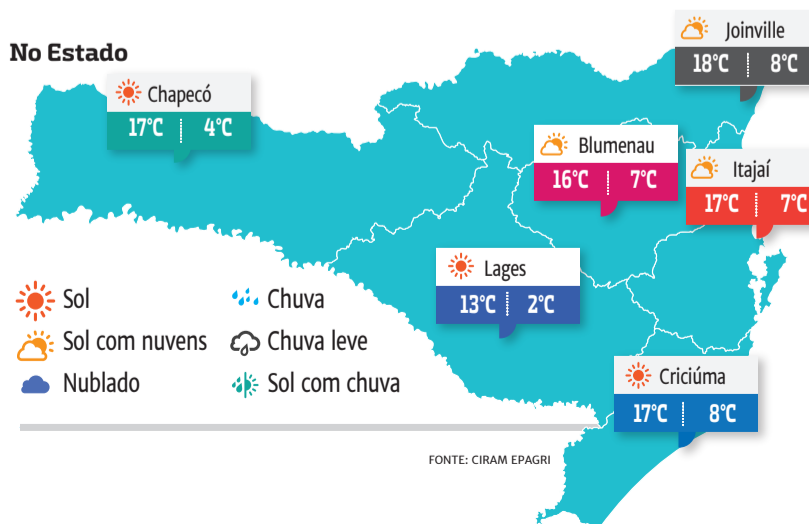 No Estado
Joinville
18°C 8°C
Chapecó
17°C 4°C
Blumenau
16°C 7°C
Itajaí
17°C 7°C
Lages
13°C 2°C
Sol
Chuva
Sol com nuvens
Chuva leve
Nublado
Sol com chuva
Criciúma
17°C 8°C
FONTE: CIRAM EPAGRI